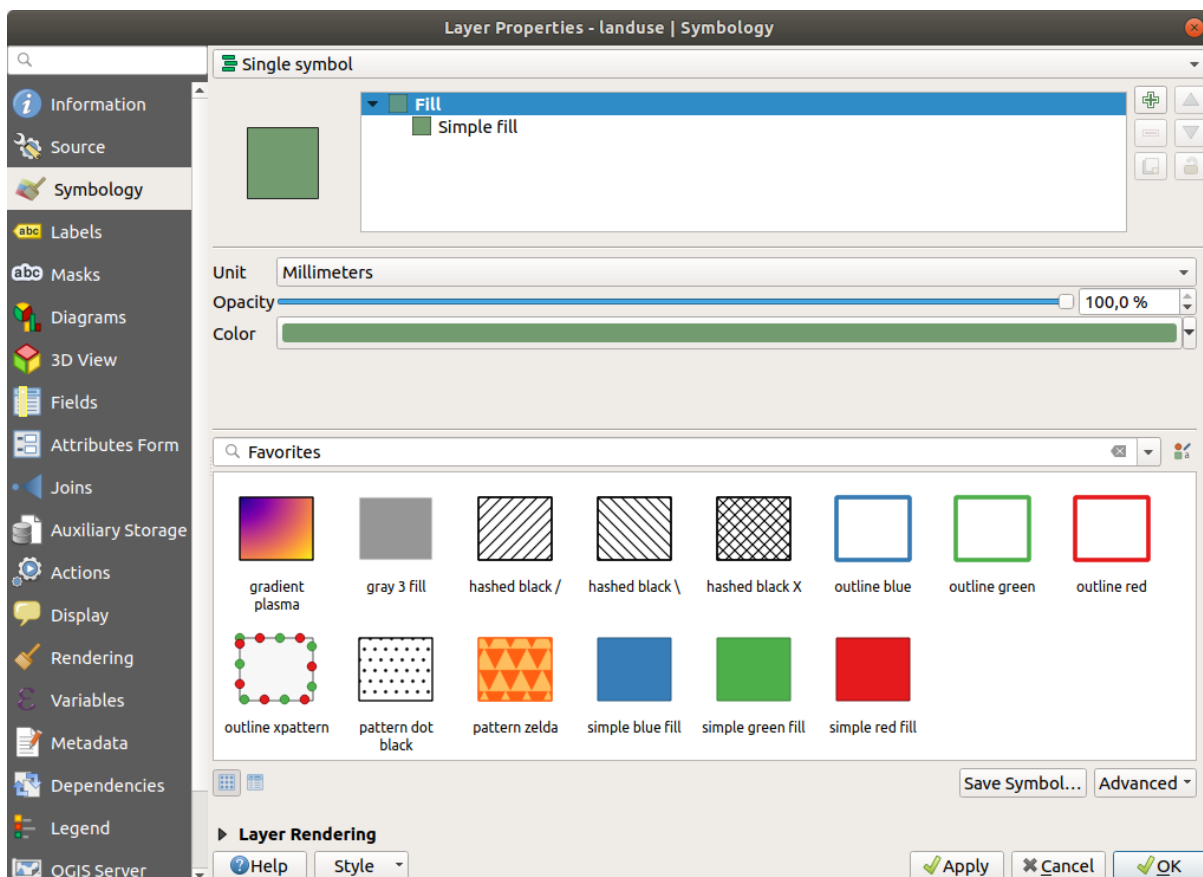 Layer Properties - landuse | Symbology
Single symbol
Information
Source
Symbology
Labels
Masks
Diagrams
3D View
Fields
Attributes Form
Joins
Auxiliary Storage
Actions
Display
Rendering
Variables
Metadata
Dependencies
Legend
QGIS Server
abc
abc
Fill
Simple fill
Unit Millimeters
Opacity 100,0 %
Color
Favorites
gradient plasma
gray 3 fill
hashed black /
hashed black \
hashed black X
outline blue
outline green
outline red
outline xpattern
pattern dot black
pattern zelda
simple blue fill
simple green fill
simple red fill
Save Symbol... Advanced
Layer Rendering
Help Style Apply Cancel OK